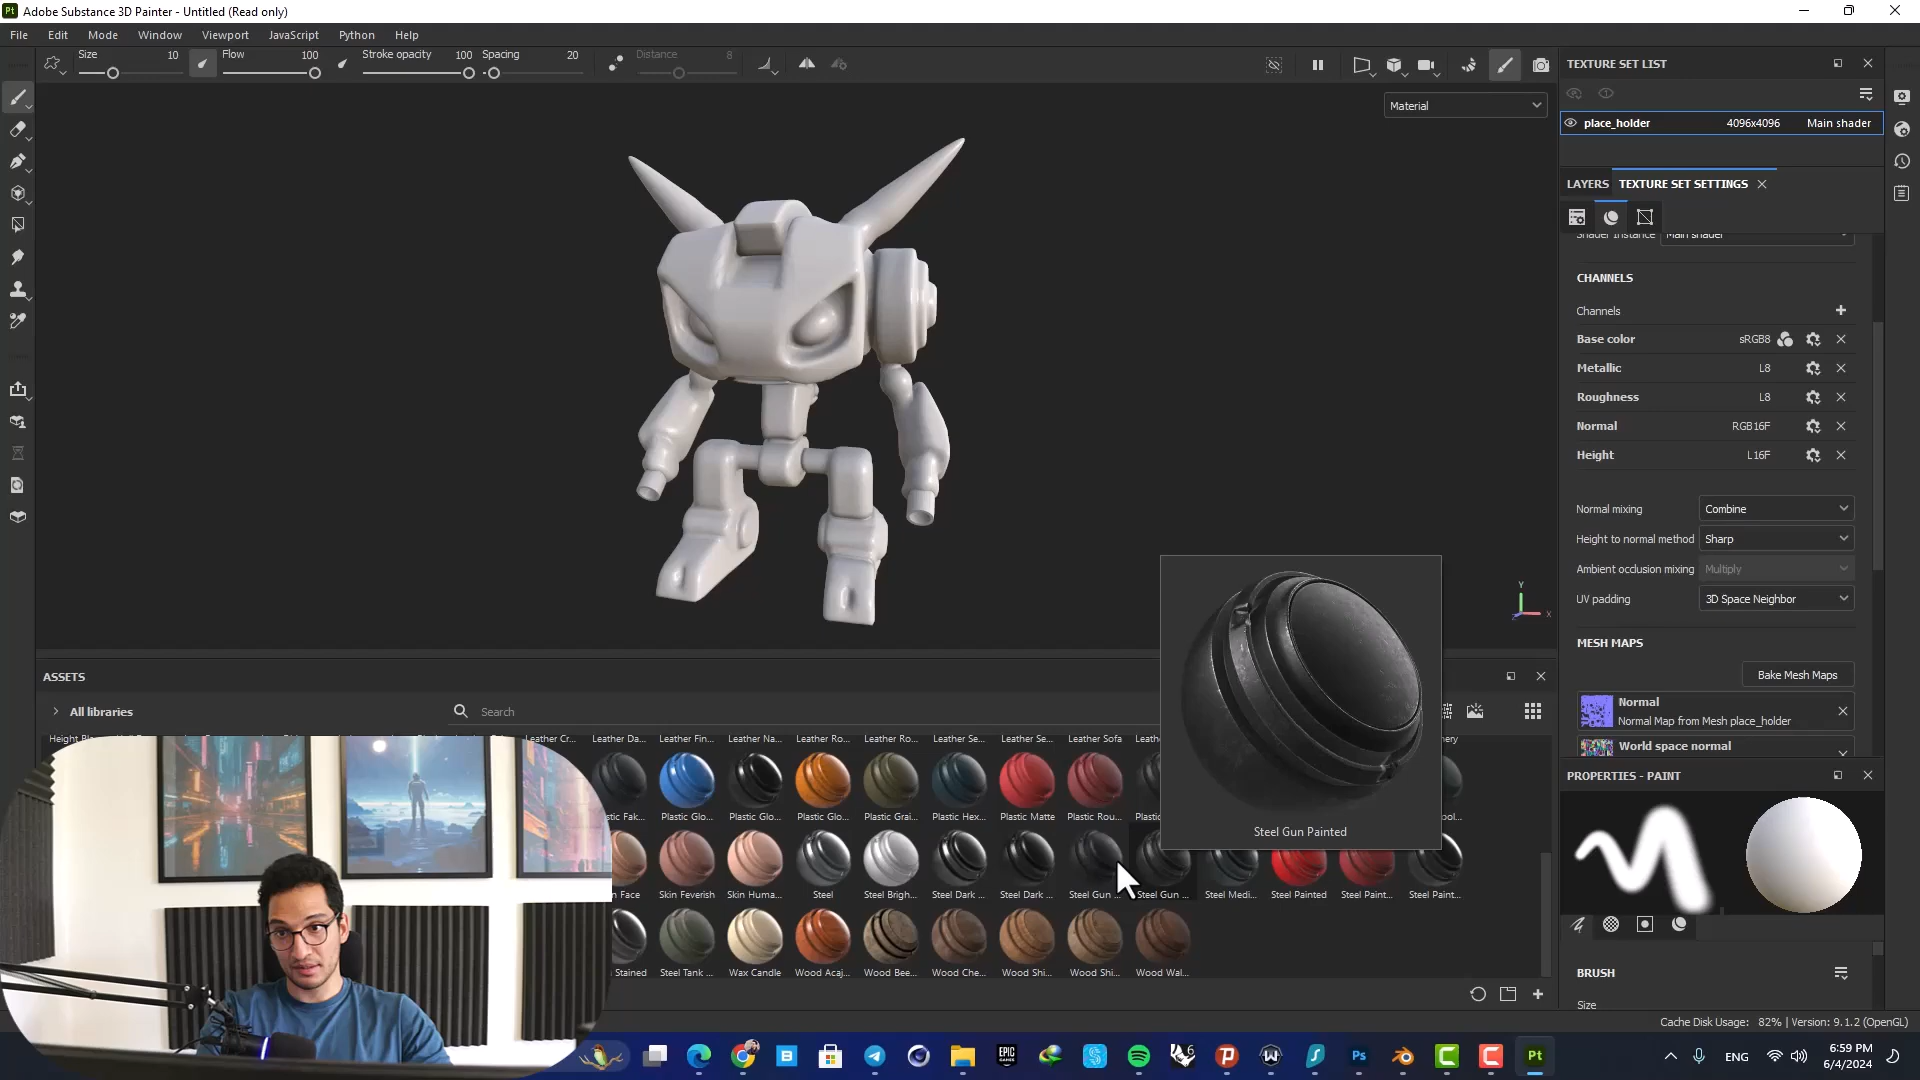 Adobe Substance 3D Painter - Untitled (Read only)
File Edit Mode Window Viewport JavaScript Python Help
Size 10 Flow 100 Stroke opacity 100 Spacing 20 Distance 8
Material
TEXTURE SET LIST
place_holder 4096x4096 Main shader
LAYERS TEXTURE SET SETTINGS
Shader instance Main shader
CHANNELS
Channels
Base color sRGB8
Metallic L8
Roughness L8
Normal RGB16F
Height L16F
Normal mixing Combine
Height to normal method Sharp
Ambient occlusion mixing Multiply
UV padding 3D Space Neighbor
MESH MAPS
Bake Mesh Maps
Normal
Normal Map from Mesh place_holder
World space normal
PROPERTIES - PAINT
BRUSH
Size
Y
X
ASSETS
All libraries Search
Leather Cr... Leather Da... Leather Fin... Leather Na... Leather Ro... Leather Ro... Leather Se... Leather Se... Leather Sofa
Plastic Fak... Plastic Glo... Plastic Glo... Plastic Glo... Plastic Grai... Plastic Hex... Plastic Matte Plastic Rou...
Steel Gun Painted
Face Skin Feverish Skin Huma... Steel Steel Brigh... Steel Dark ... Steel Dark ... Steel Gun ... Steel Gun ... Steel Medi... Steel Painted Steel Paint... Steel Paint...
Stained Steel Tank ... Wax Candle Wood Acaj... Wood Bee... Wood Che... Wood Shi... Wood Shi... Wood Wal...
Cache Disk Usage: 82% | Version: 9.1.2 (OpenGL)
ENG
6:59 PM
6/4/2024